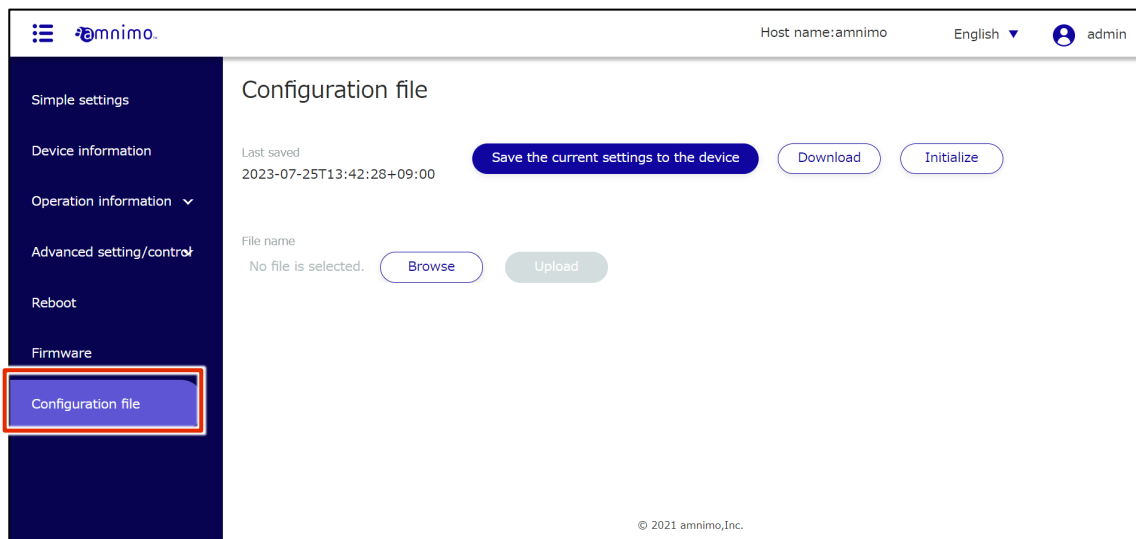 amnimo
Host name:amnimo
English ▼
admin
Simple settings
Device information
Operation information
Advanced setting/control
Reboot
Firmware
Configuration file
Configuration file
Last saved
2023-07-25T13:42:28+09:00
Save the current settings to the device
Download
Initialize
File name
No file is selected.
Browse
Upload
© 2021 amnimo,Inc.